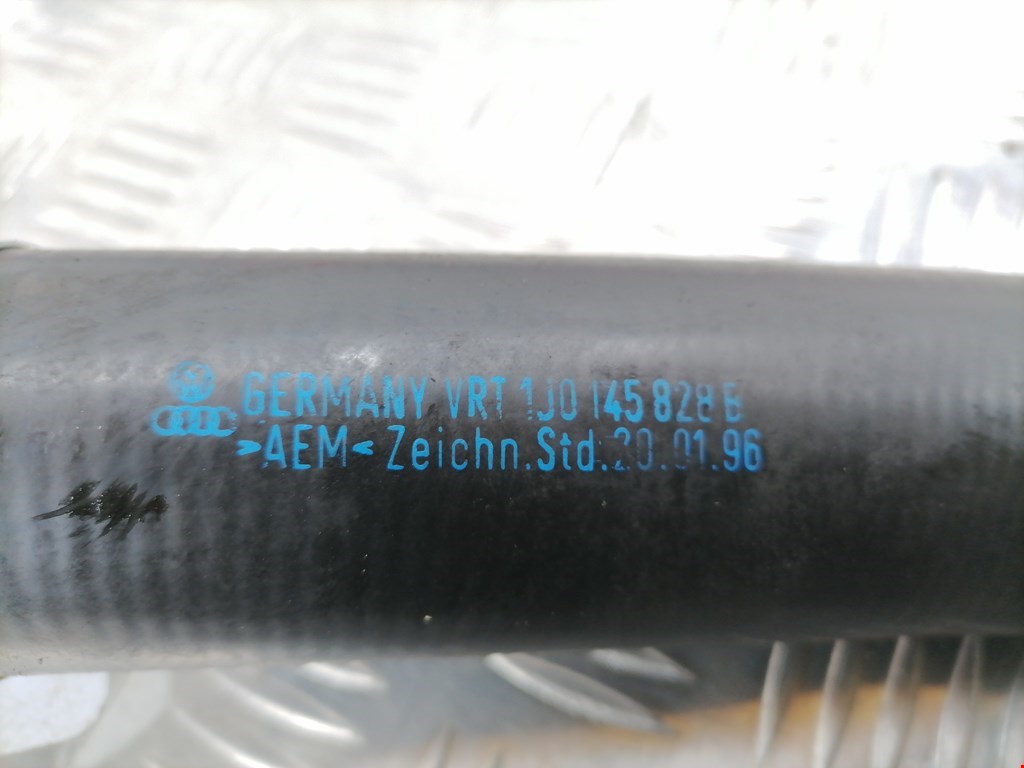 GERMANY VRT 1J0 145 828 E
>AEM< Zeichn.Std.:20.01.96